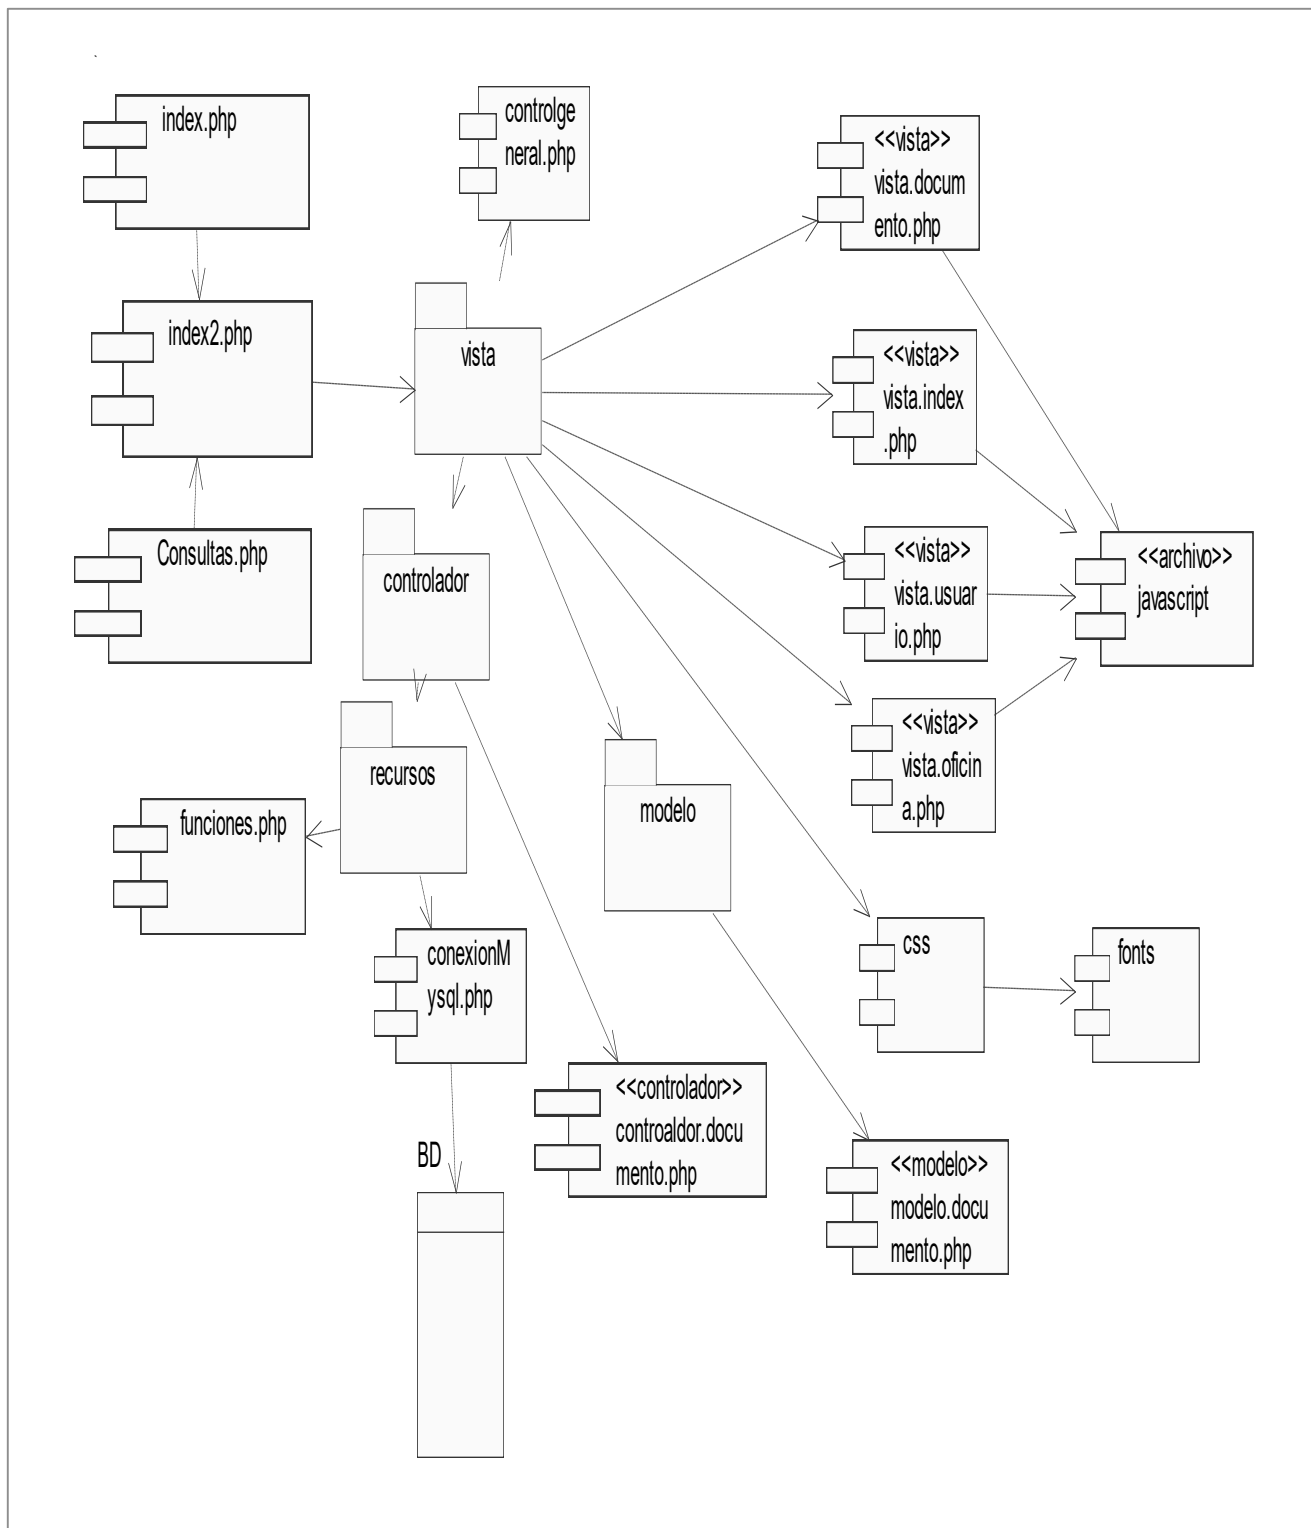 index.php
controlge
neral.php
<<vista>>
vista.docum
ento.php
index2.php
vista
<<vista>>
vista.index
.php
Consultas.php
controlador
<<vista>>
vista.usuar
io.php
<<archivo>>
javascript
recursos
funciones.php
modelo
<<vista>>
vista.oficin
a.php
conexionM
ysql.php
css
fonts
BD
<<controlador>>
controaldor.docu
mento.php
<<modelo>>
modelo.docu
mento.php